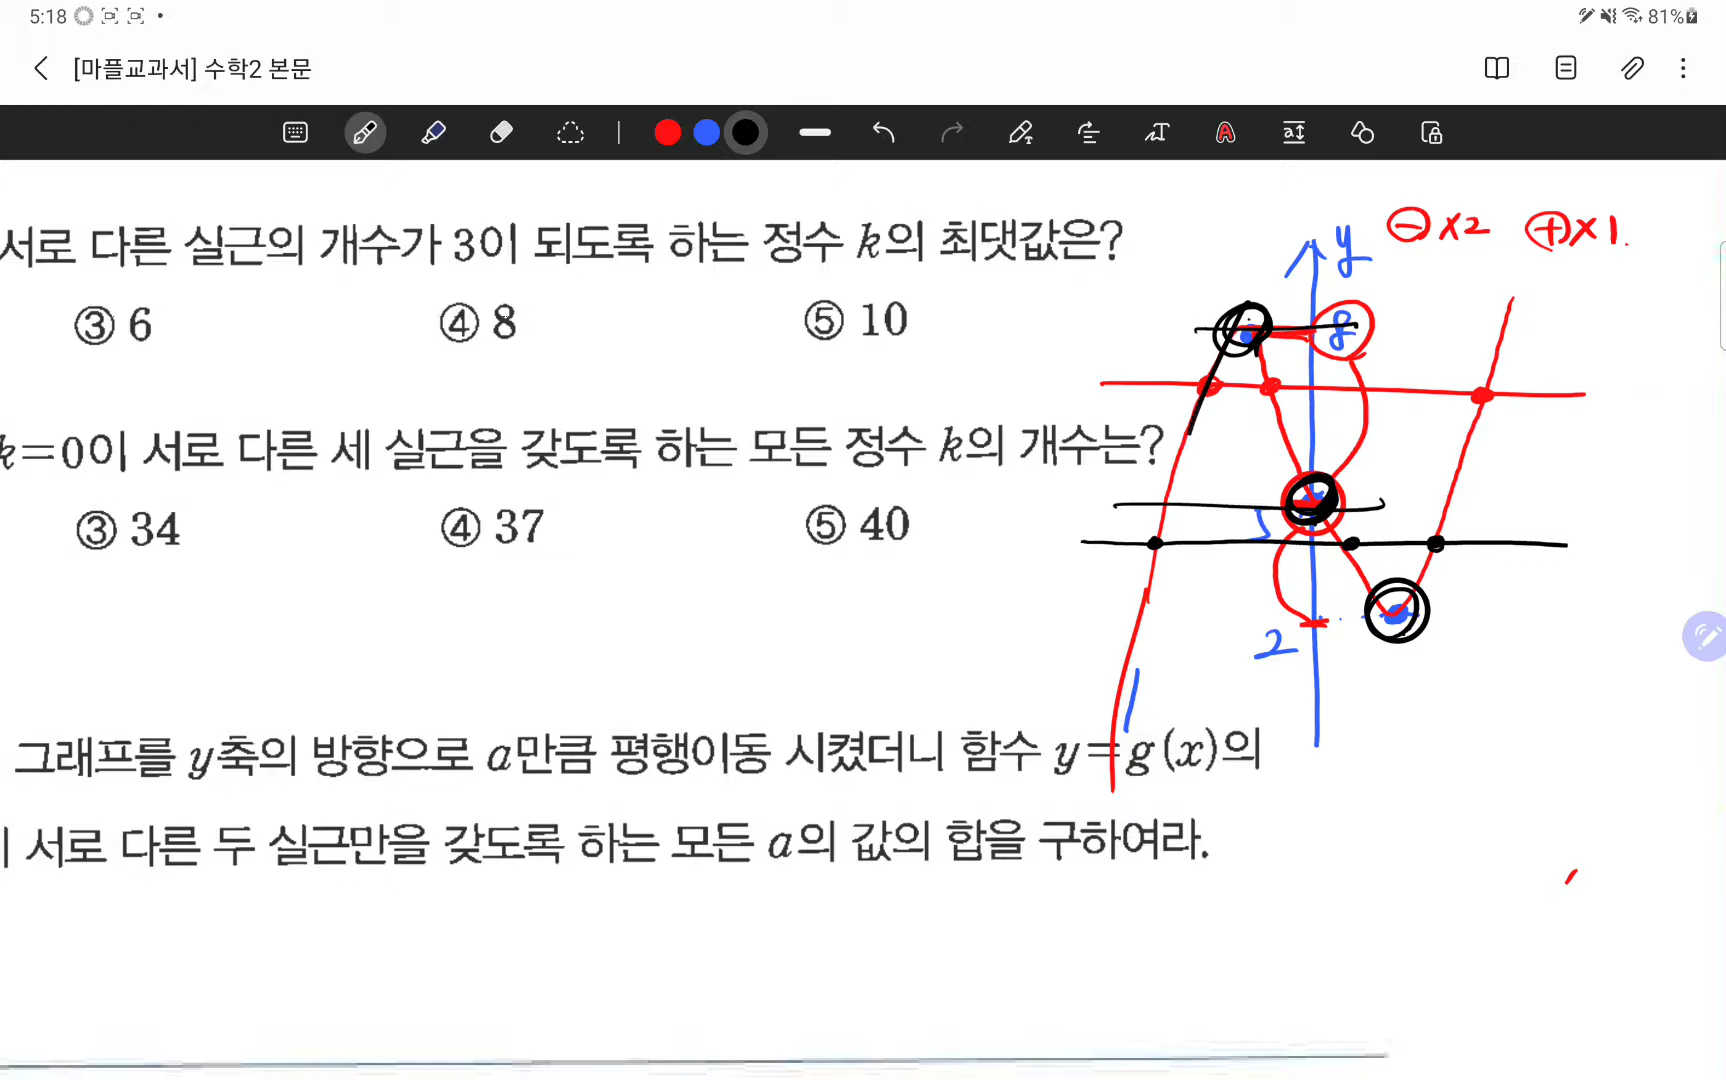 5:18
81%
[마플교과서] 수학2 본문
서로 다른 실근의 개수가 3이 되도록 하는 정수 k의 최댓값은?
③ 6 ④ 8 ⑤ 10
k=0이 서로 다른 세 실근을 갖도록 하는 모든 정수 k의 개수는?
③ 34 ④ 37 ⑤ 40
그래프를 y축의 방향으로 a만큼 평행이동 시켰더니 함수 y=g(x)의
서로 다른 두 실근만을 갖도록 하는 모든 a의 값의 합을 구하여라.
y ⊖×2 ⊕×1.
8
2